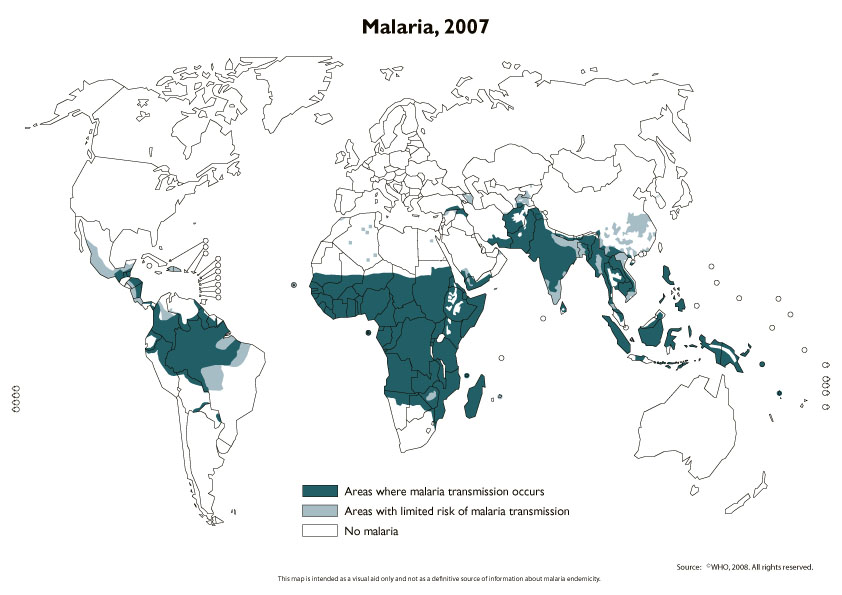 Malaria, 2007
Areas where malaria transmission occurs
Areas with limited risk of malaria transmission
No malaria
Source: ©WHO, 2008. All rights reserved.
This map is intended as a visual aid only and not as a definitive source of information about malaria endemicity.